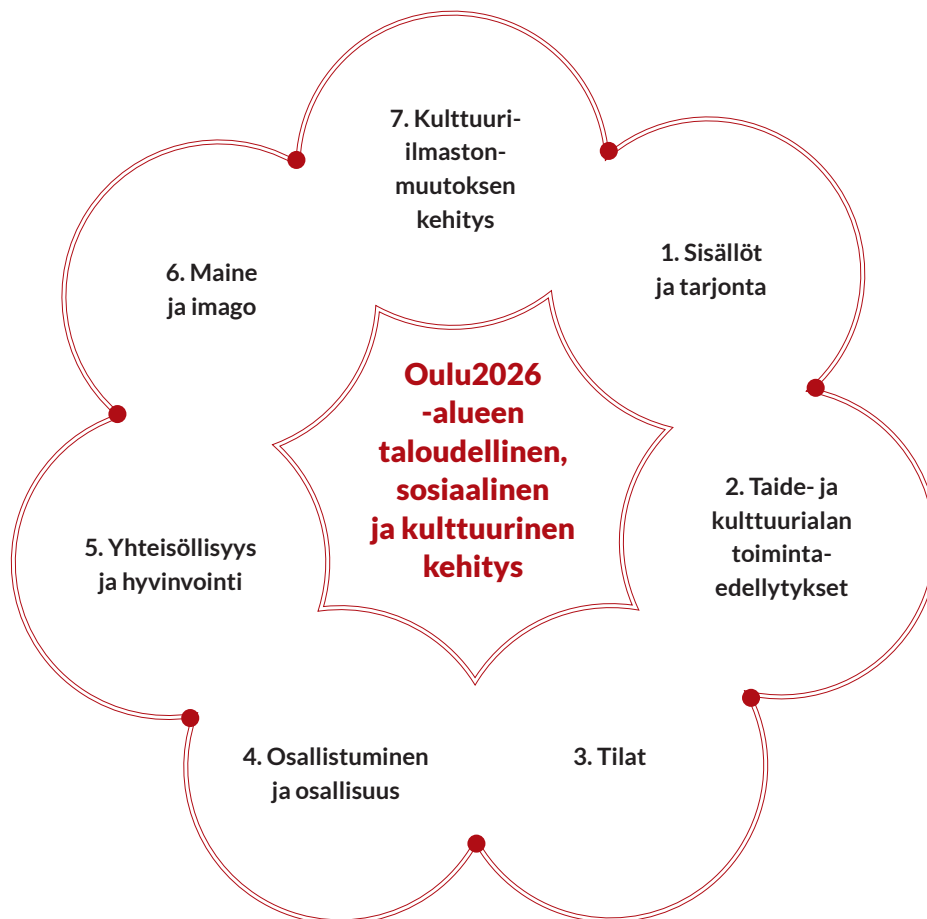 7. Kulttuuri-
ilmaston-
muutoksen
kehitys
1. Sisällöt
ja tarjonta
6. Maine
ja imago
Oulu2026
-alueen
taloudellinen,
sosiaalinen
ja kulttuurinen
kehitys
2. Taide- ja
kulttuurialan
toiminta-
edellytykset
5. Yhteisöllisyys
ja hyvinvointi
4. Osallistuminen
ja osallisuus
3. Tilat